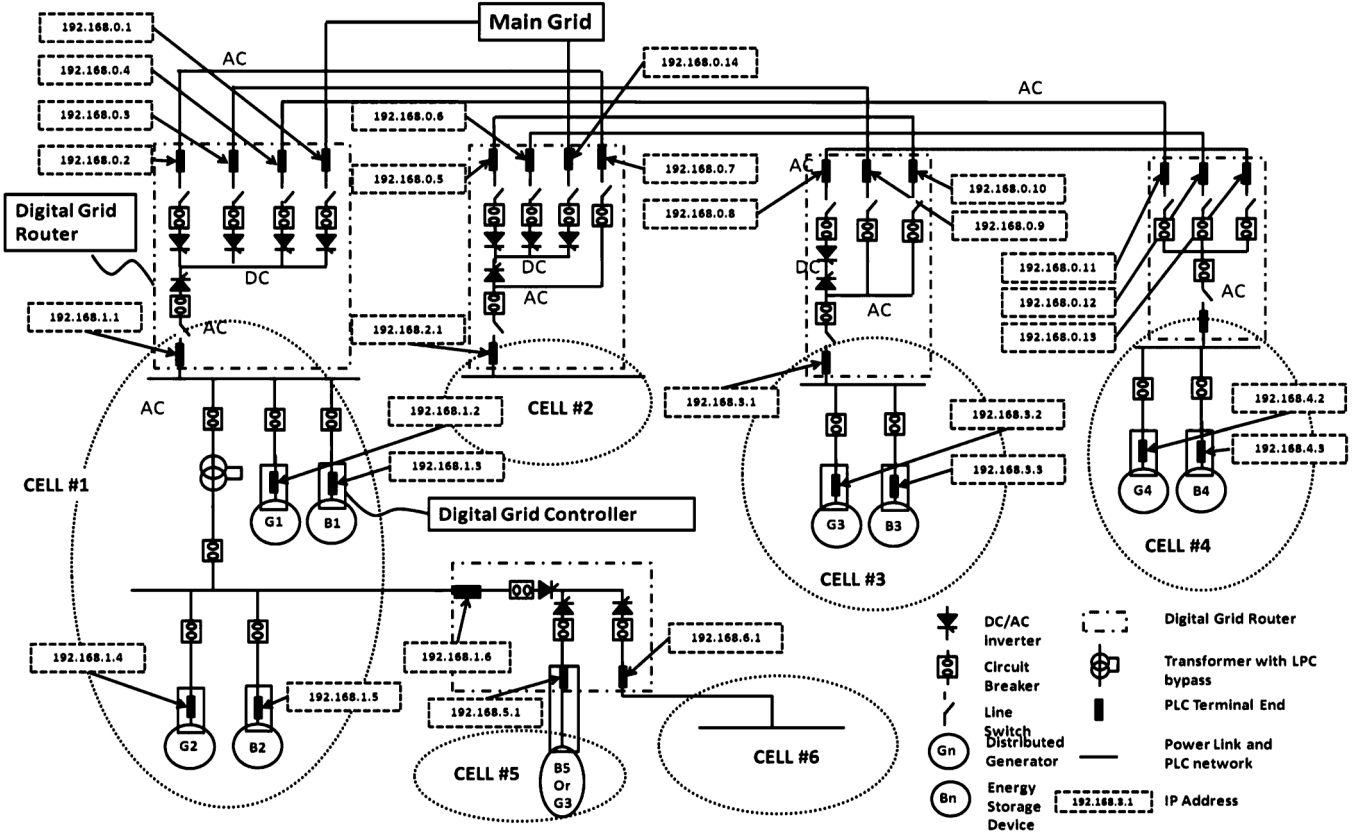 Main Grid
192.168.0.1
AC
192.168.0.14
192.168.0.4
AC
192.168.0.3
192.168.0.6
192.168.0.2
192.168.0.5
192.168.0.7
AC
192.168.0.10
192.168.0.8
192.168.0.9
Digital Grid
Router
DC
DC
DC
192.168.0.11
AC
AC
AC
192.168.0.12
192.168.1.1
AC
192.168.2.1
192.168.0.13
AC
CELL #2
192.168.1.2
192.168.3.1
192.168.3.2
192.168.4.2
192.168.1.3
192.168.3.3
192.168.4.3
CELL #1
G1
B1
Digital Grid Controller
G3
B3
G4
B4
CELL #3
CELL #4
192.168.1.4
192.168.1.5
192.168.1.6
192.168.6.1
192.168.5.1
G2
B2
CELL #5
B5
Or
G3
CELL #6
DC/AC
inverter
Digital Grid Router
Circuit
Breaker
Transformer with LPC
bypass
Line
Switch
PLC Terminal End
Gn
Distributed
Generator
Power Link and
PLC network
Bn
Energy
Storage
Device
192.168.3.1
IP Address